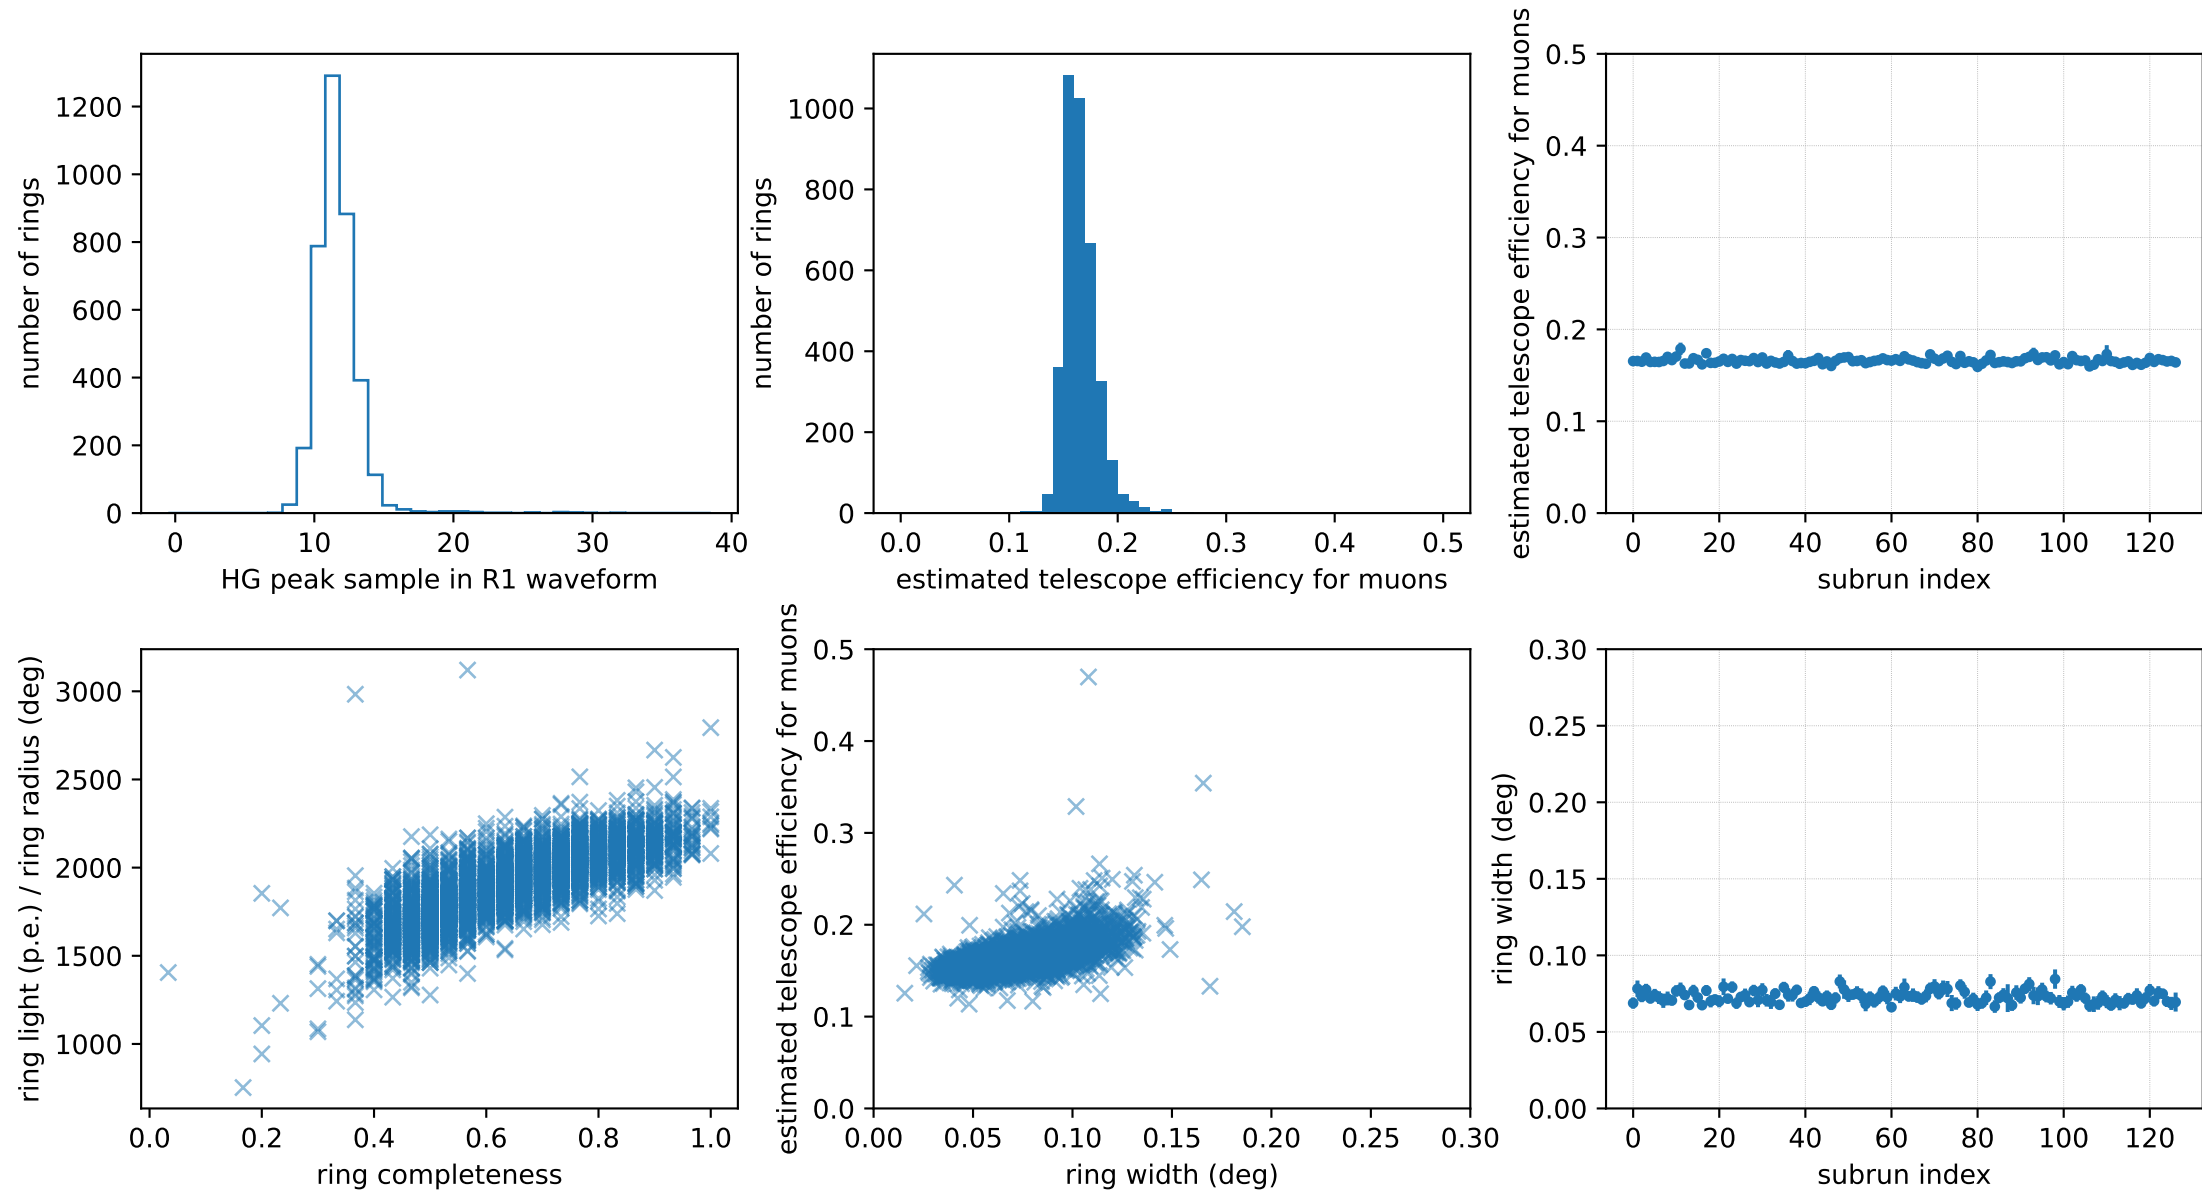 number of rings
1200
1000
800
600
400
200
0
0 10 20 30 40
HG peak sample in R1 waveform
number of rings
1000
800
600
400
200
0
0.0 0.1 0.2 0.3 0.4 0.5
estimated telescope efficiency for muons
estimated telescope efficiency for muons
0.5
0.4
0.3
0.2
0.1
0.0
0 20 40 60 80 100 120
subrun index
ring light (p.e.) / ring radius (deg)
3000
2500
2000
1500
1000
0.0 0.2 0.4 0.6 0.8 1.0
ring completeness
estimated telescope efficiency for muons
0.5
0.4
0.3
0.2
0.1
0.0
0.00 0.05 0.10 0.15 0.20 0.25 0.30
ring width (deg)
ring width (deg)
0.30
0.25
0.20
0.15
0.10
0.05
0.00
0 20 40 60 80 100 120
subrun index